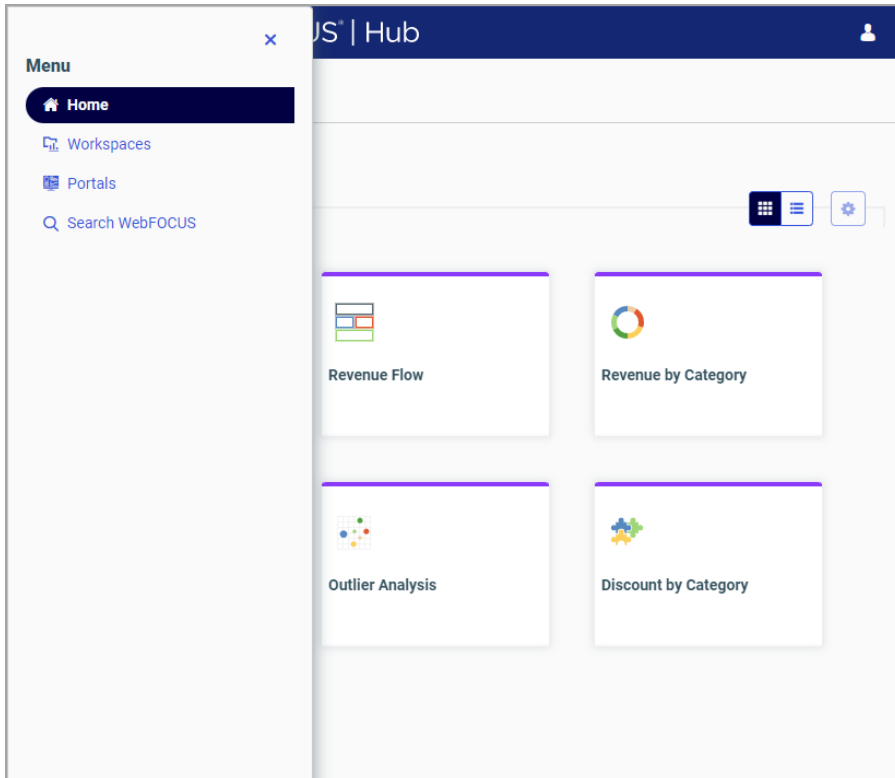 US® | Hub
Menu
Home
Workspaces
Portals
Search WebFOCUS
Revenue Flow
Revenue by Category
Outlier Analysis
Discount by Category